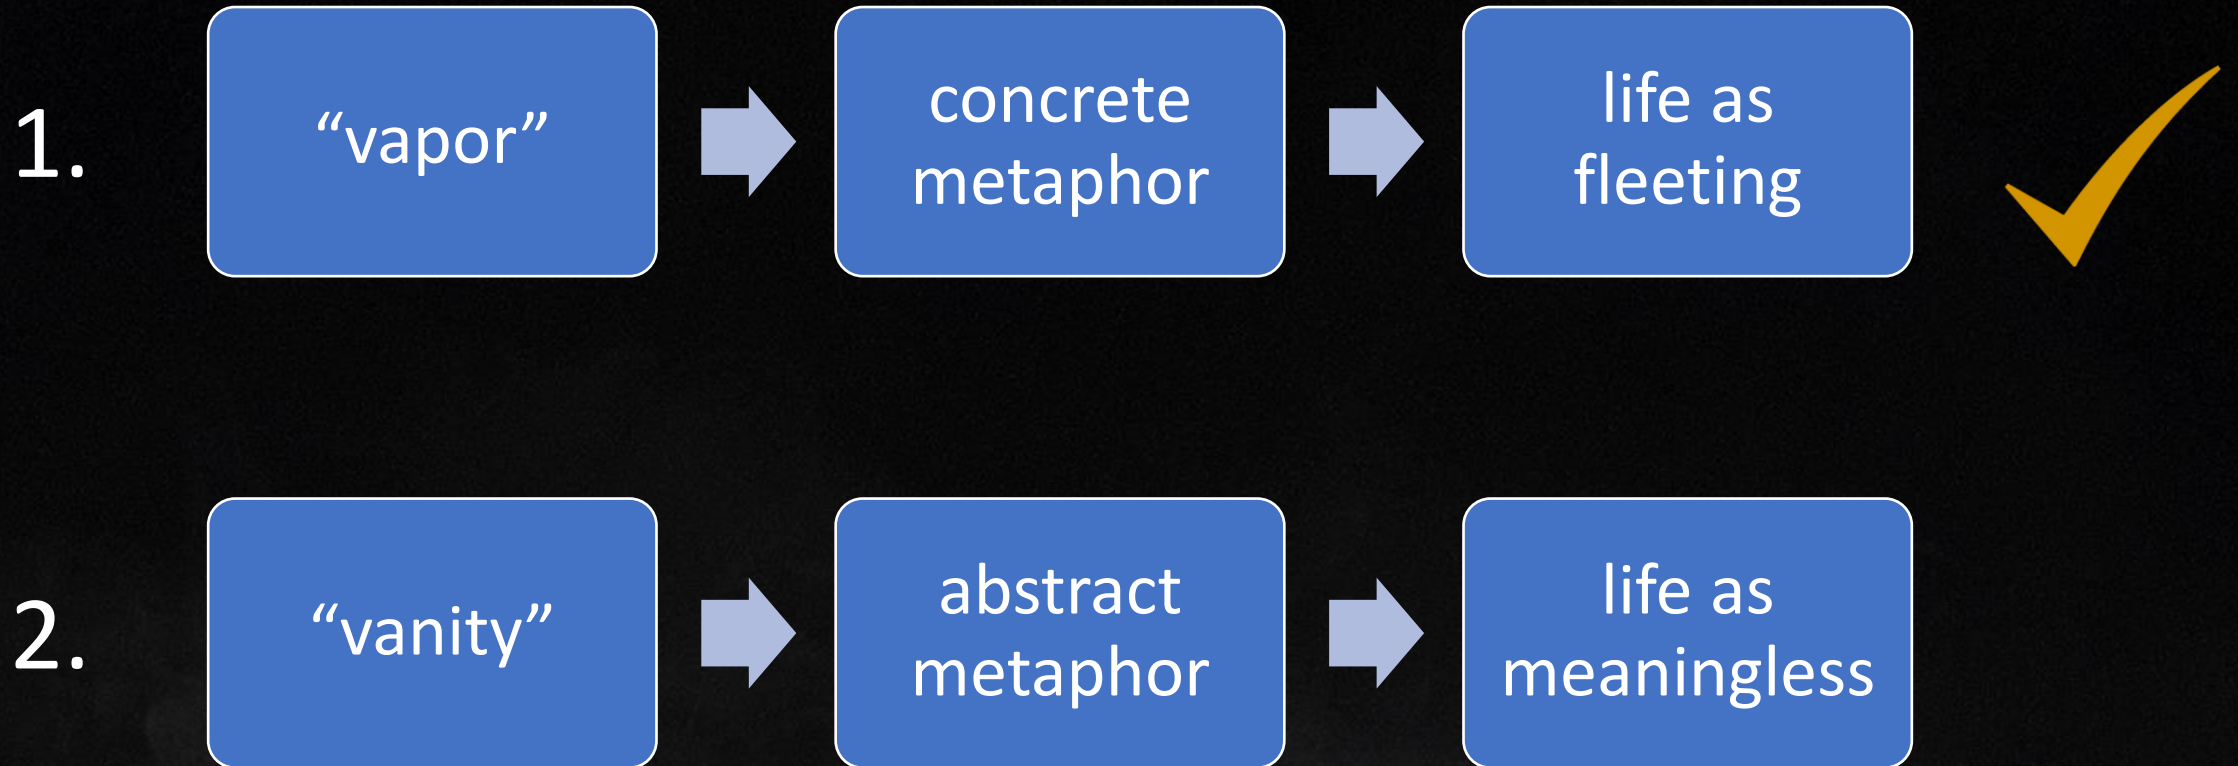 1.
“vapor”
concrete
metaphor
life as
fleeting
2.
“vanity”
abstract
metaphor
life as
meaningless